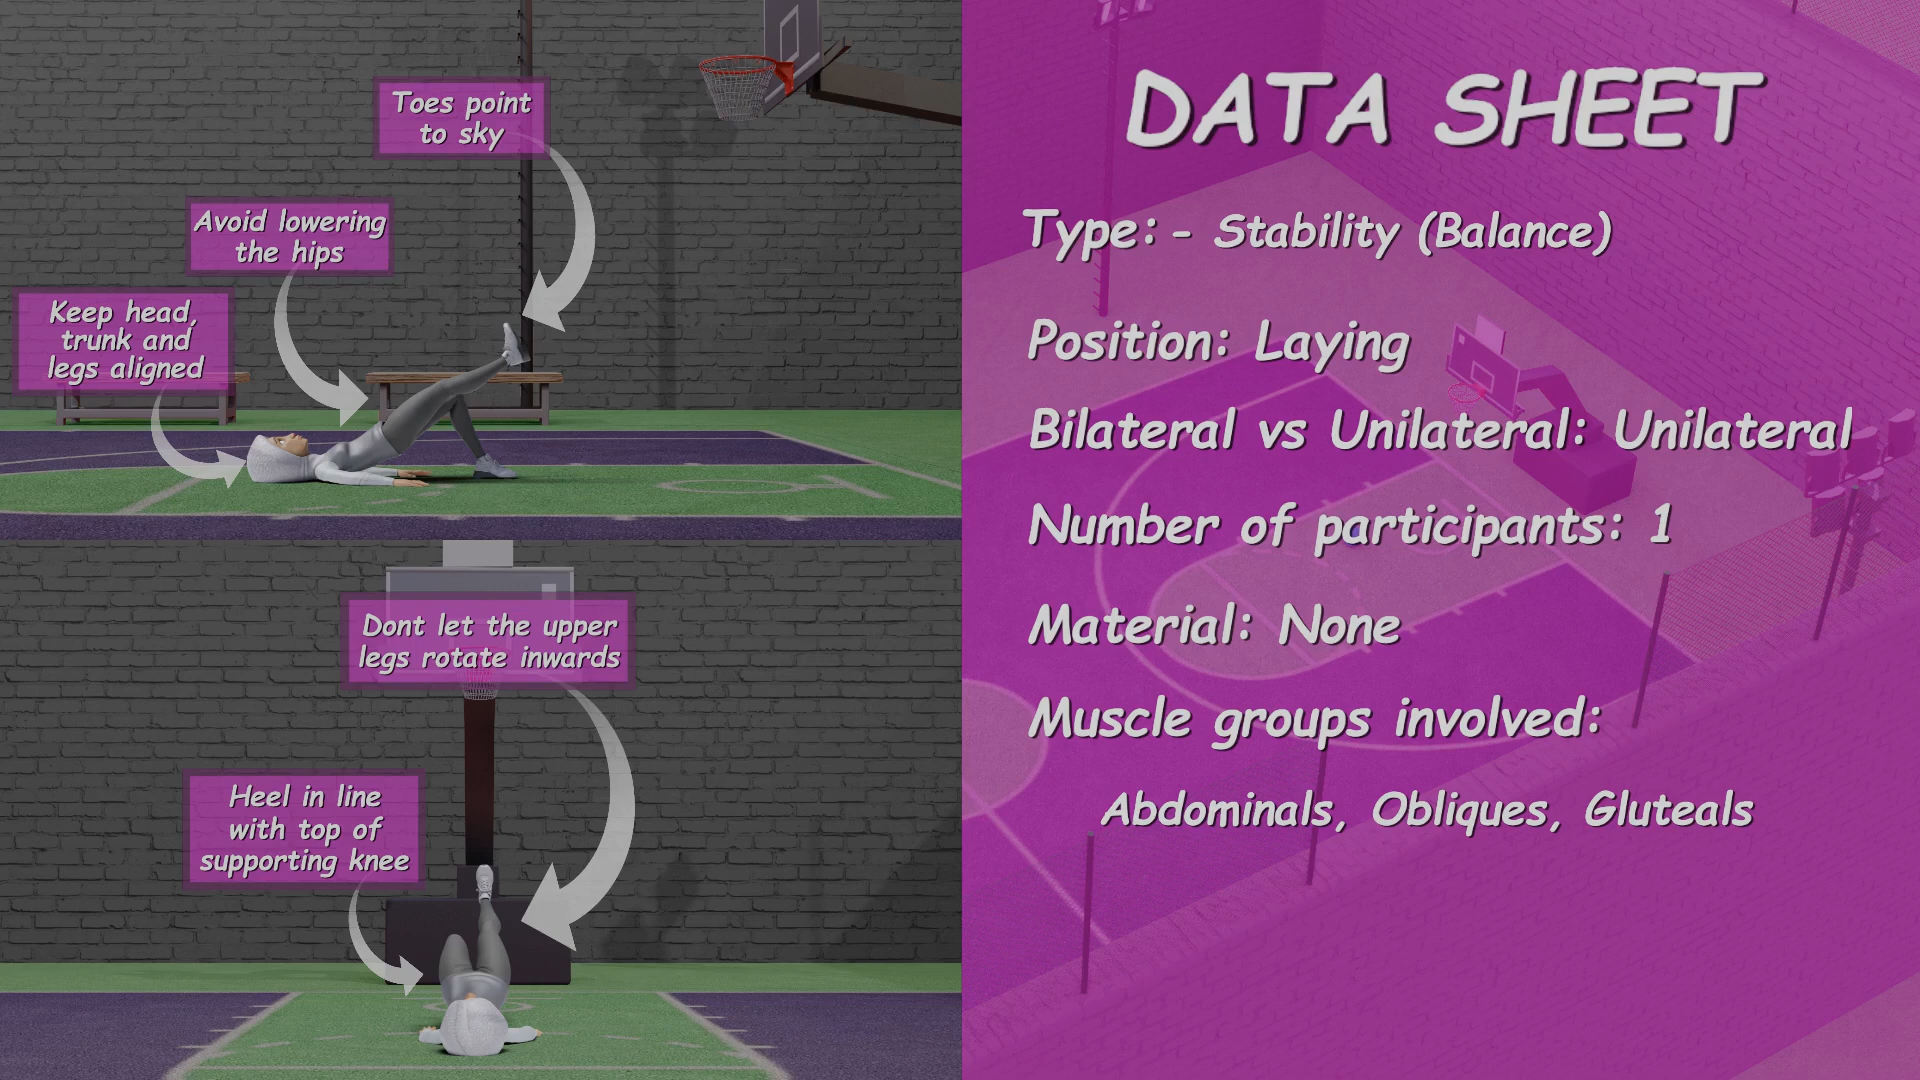 Toes point
to sky
Avoid lowering
the hips
Keep head,
trunk and
legs aligned
Dont let the upper
legs rotate inwards
Heel in line
with top of
supporting knee
DATA SHEET
Type: - Stability (Balance)
Position: Laying
Bilateral vs Unilateral: Unilateral
Number of participants: 1
Material: None
Muscle groups involved:
Abdominals, Obliques, Gluteals